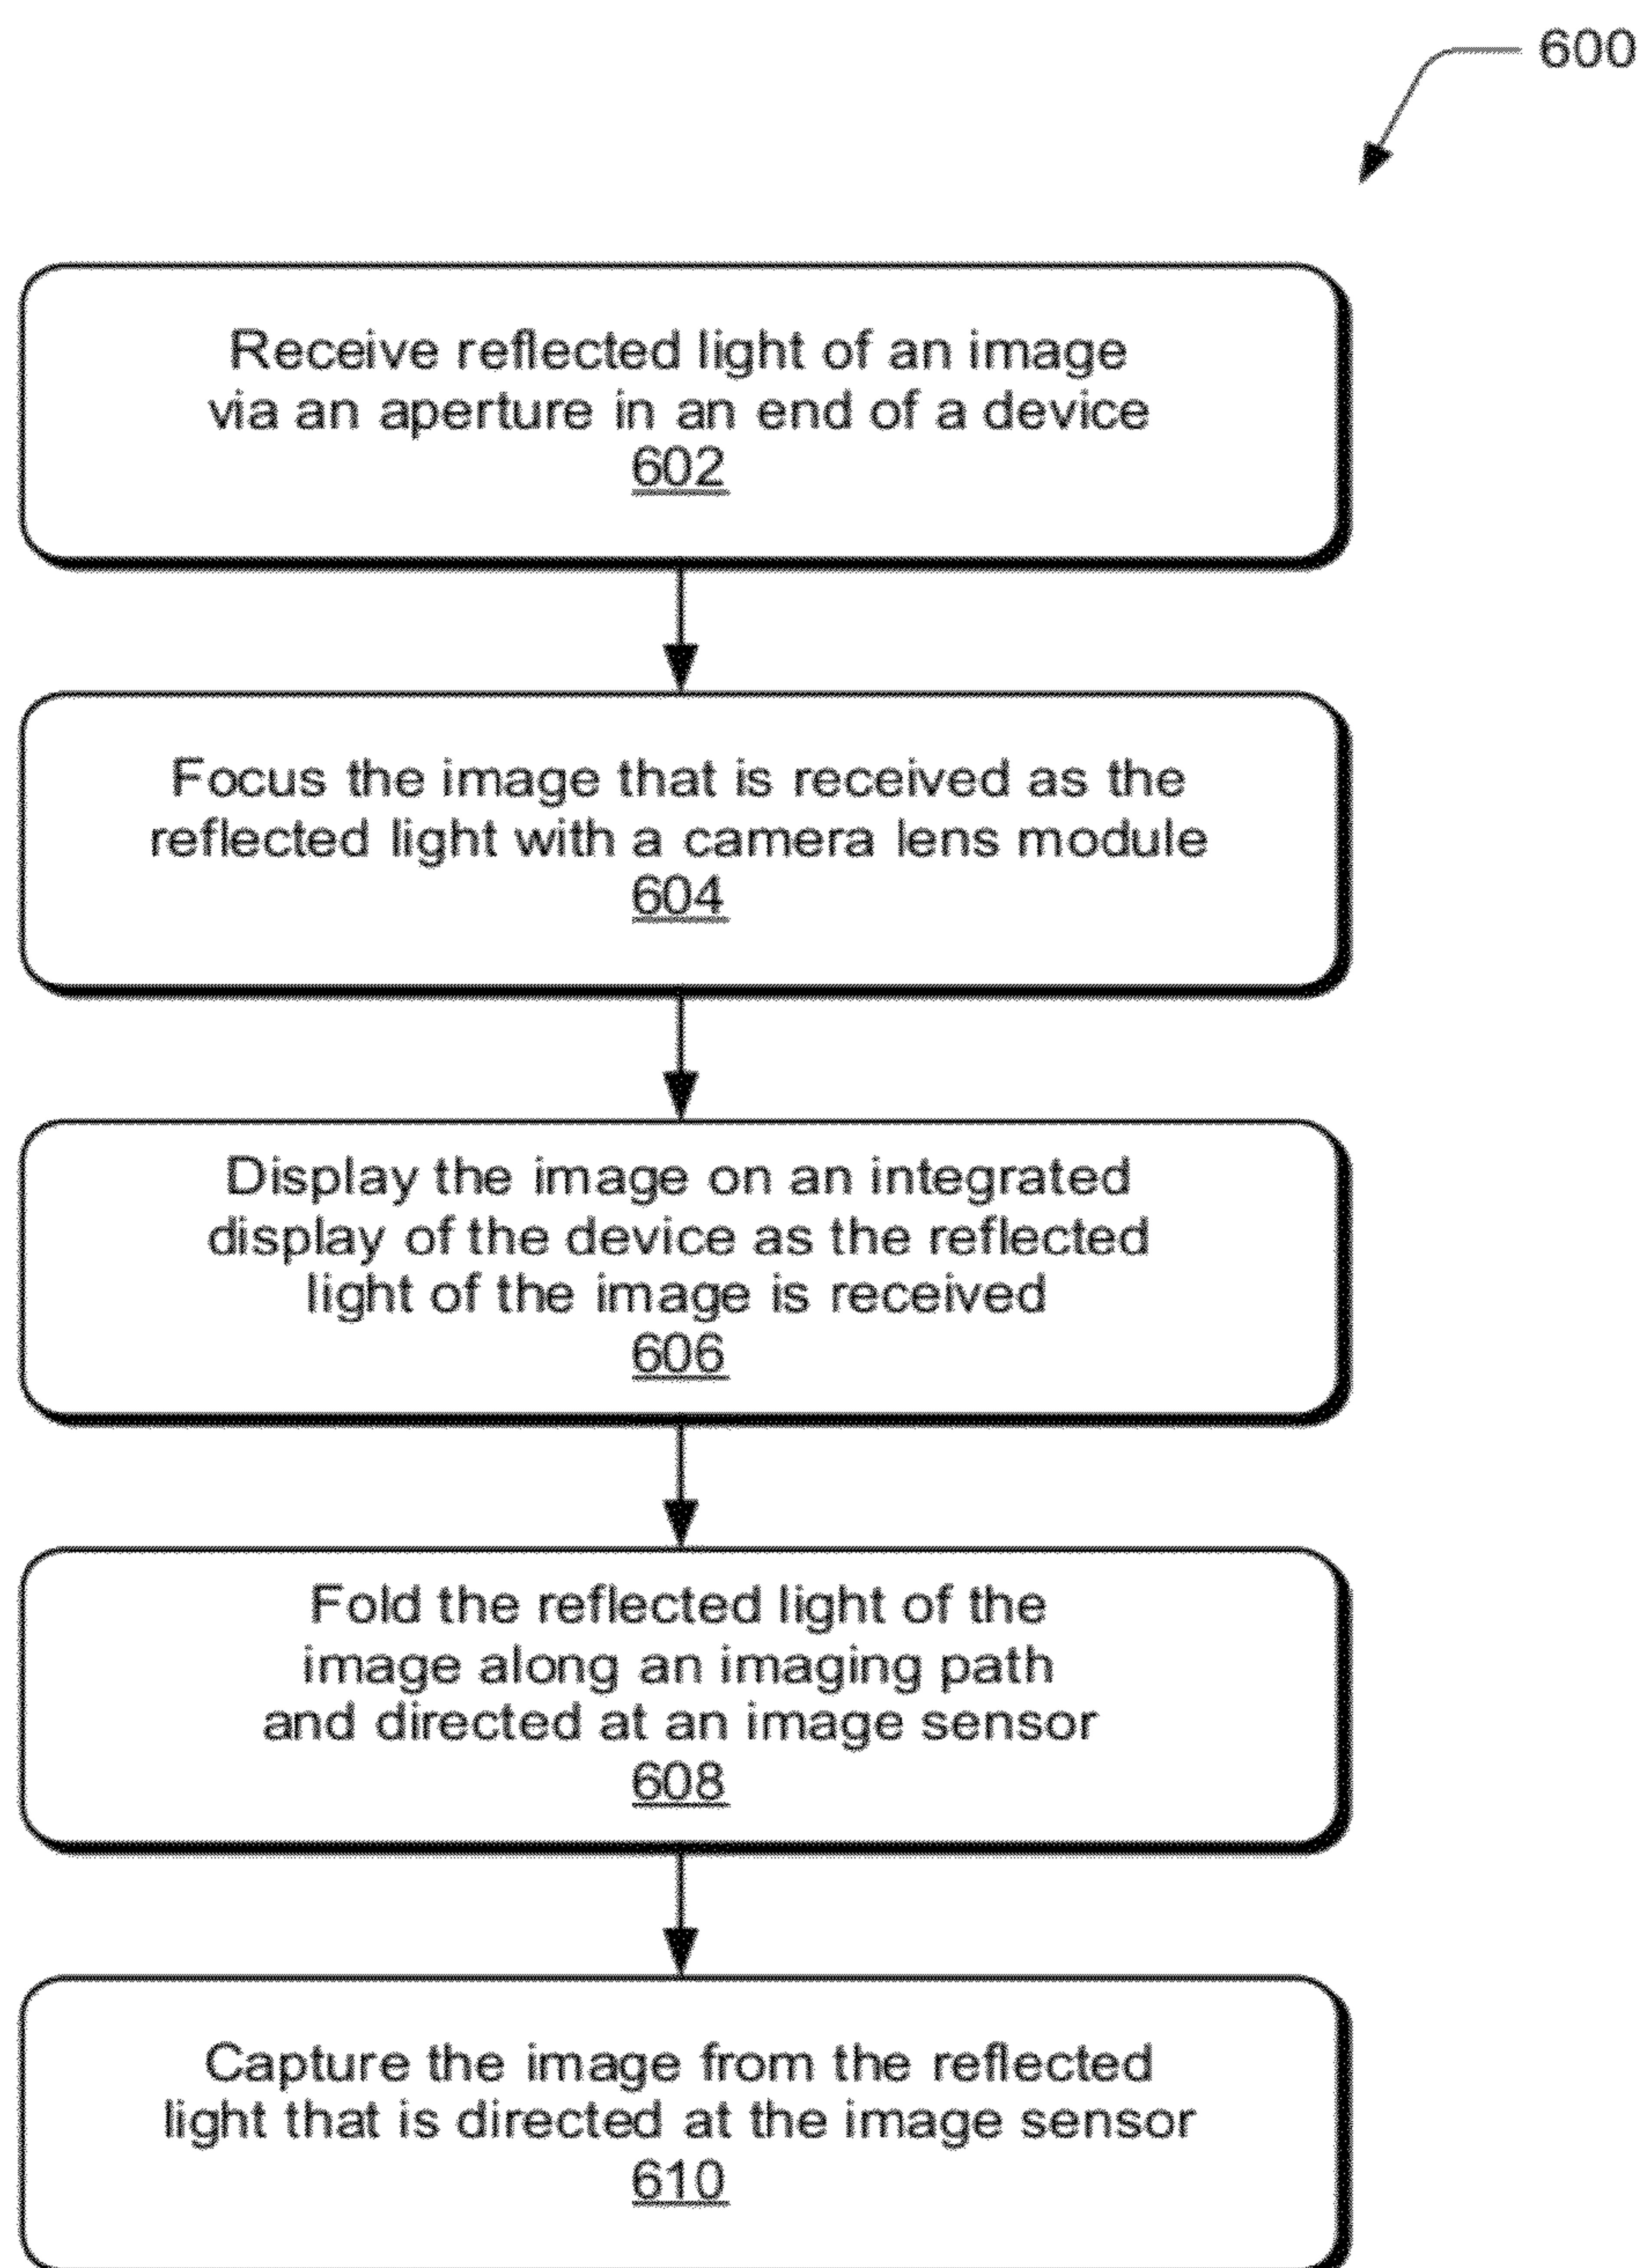 600
Receive reflected light of an image
via an aperture in an end of a device
602
Focus the image that is received as the
reflected light with a camera lens module
604
Display the image on an integrated
display of the device as the reflected
light of the image is received
606
Fold the reflected light of the
image along an imaging path
and directed at an image sensor
608
Capture the image from the reflected
light that is directed at the image sensor
610